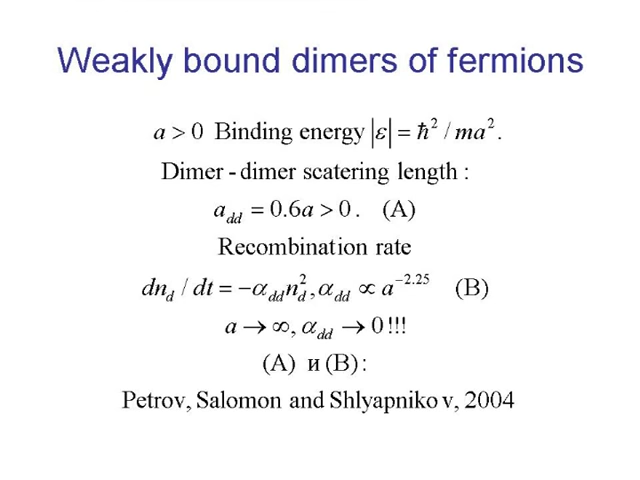 Weakly bound dimers of fermions
a > 0 Binding energy |ε| = ħ² / ma².
Dimer - dimer scatering length :
a_dd = 0.6a > 0 . (A)
Recombination rate
dn_d / dt = −α_dd n_d², α_dd ∝ a^−2.25 (B)
a → ∞, α_dd → 0 !!!
(A) и (B) :
Petrov, Salomon and Shlyapniko v, 2004